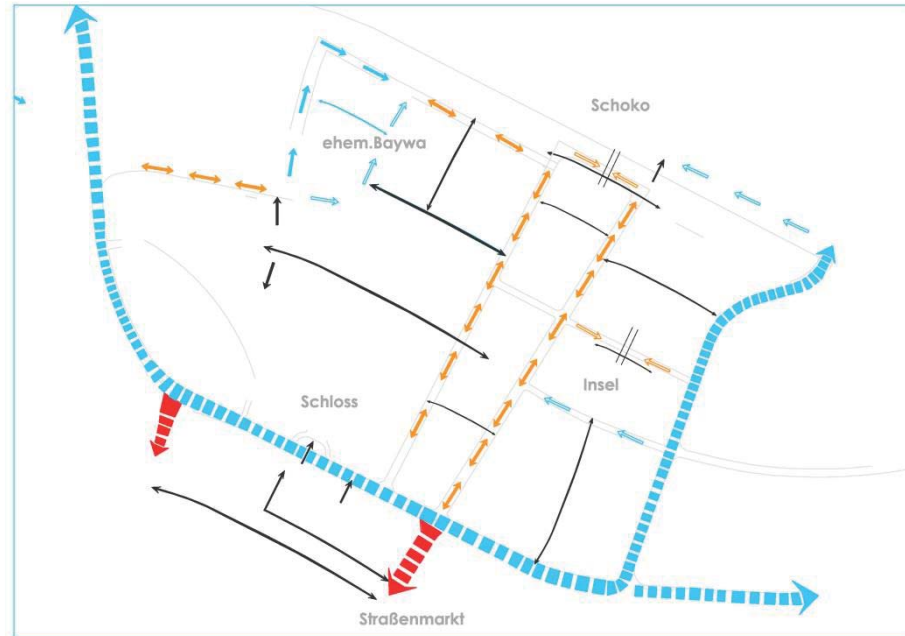 Schoko
ehem.Baywa
Insel
Schloss
Straßenmarkt